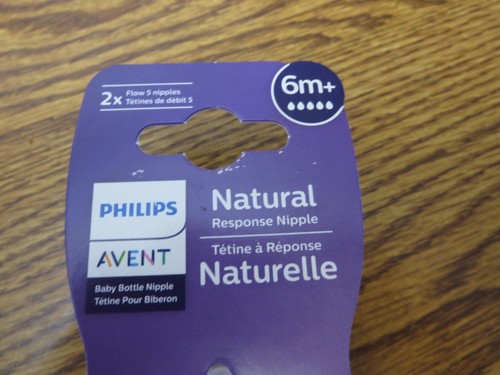 2x Flow 5 nipples
Tétines de débit 5
6m+
PHILIPS
AVENT
Baby Bottle Nipple
Tétine Pour Biberon
Natural
Response Nipple
Tétine à Réponse
Naturelle